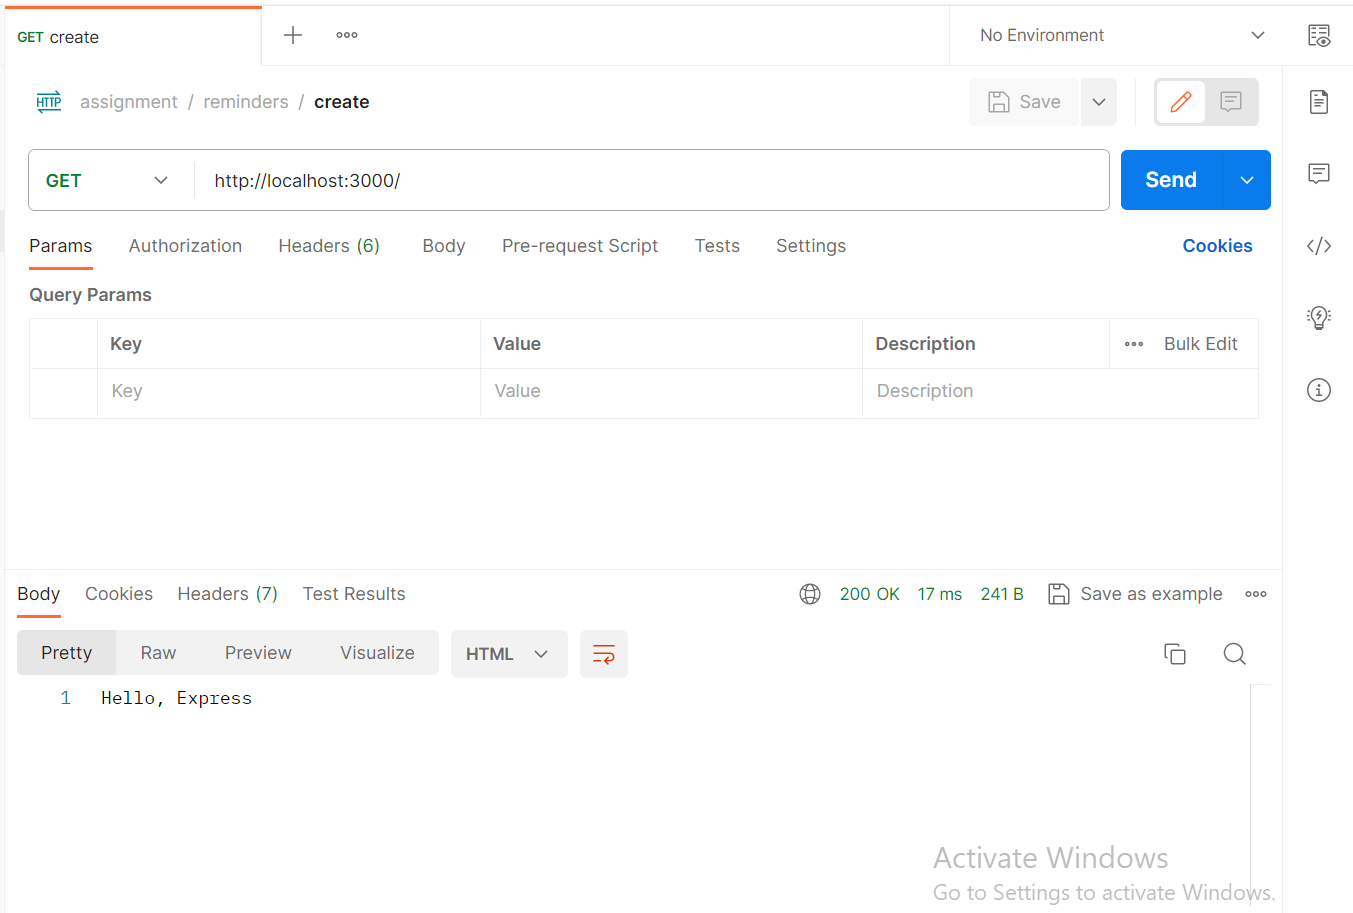 GET create
No Environment
HTTP assignment / reminders / create
Save
GET http://localhost:3000/
Send
Params Authorization Headers (6) Body Pre-request Script Tests Settings Cookies
Query Params
Key Value Description Bulk Edit
Key Value Description
Body Cookies Headers (7) Test Results 200 OK 17 ms 241 B Save as example
Pretty Raw Preview Visualize HTML
1 Hello, Express
Activate Windows
Go to Settings to activate Windows.